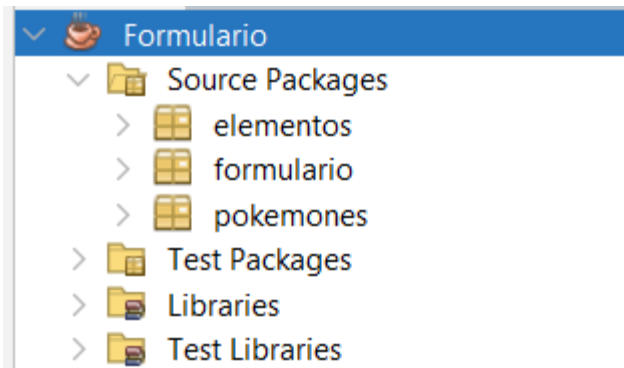 Formulario
Source Packages
elementos
formulario
pokemones
Test Packages
Libraries
Test Libraries